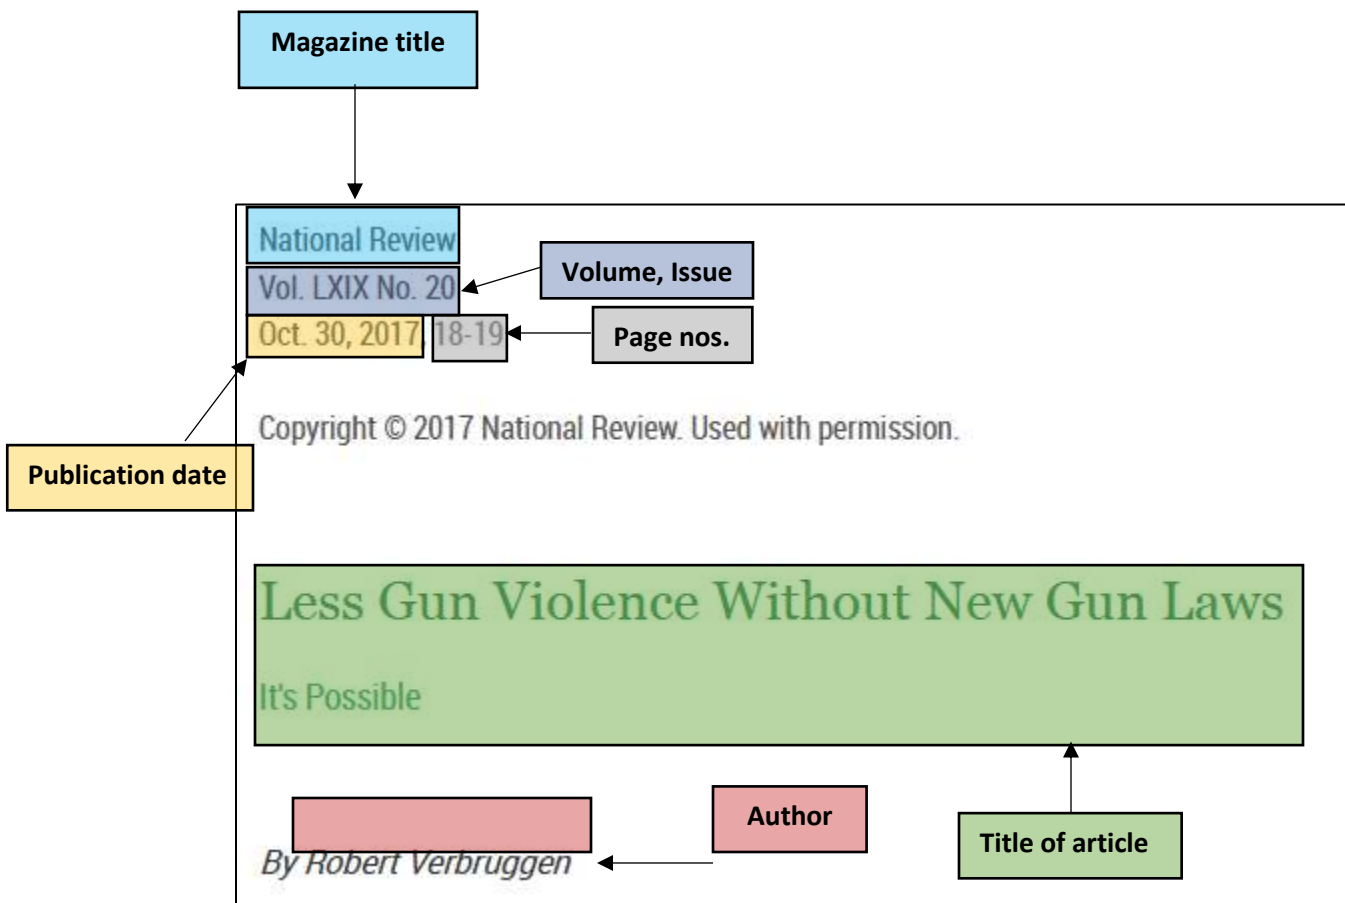 Magazine title
National Review
Vol. LXIX No. 20
Volume, Issue
Oct. 30, 2017, 18-19
Page nos.
Copyright © 2017 National Review. Used with permission.
Publication date
Less Gun Violence Without New Gun Laws
It's Possible
Author
Title of article
By Robert Verbruggen